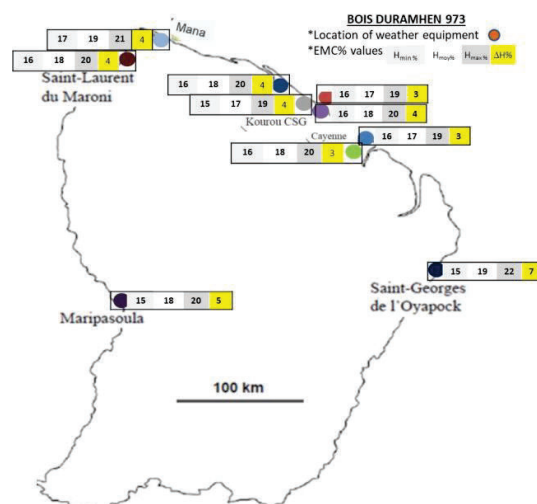 BOIS DURAMHEN 973
*Location of weather equipment
*EMC% values Hmin% Hmoy% Hmax% ΔH%
Mana
17 19 21 4
16 18 20 4
Saint-Laurent
du Maroni
16 18 20 4
15 17 19 4
Kourou CSG
16 17 19 3
16 18 20 4
Cayenne
16 17 19 3
16 18 20 3
15 19 22 7
Saint-Georges
de l'Oyapock
15 18 20 5
Maripasoula
100 km